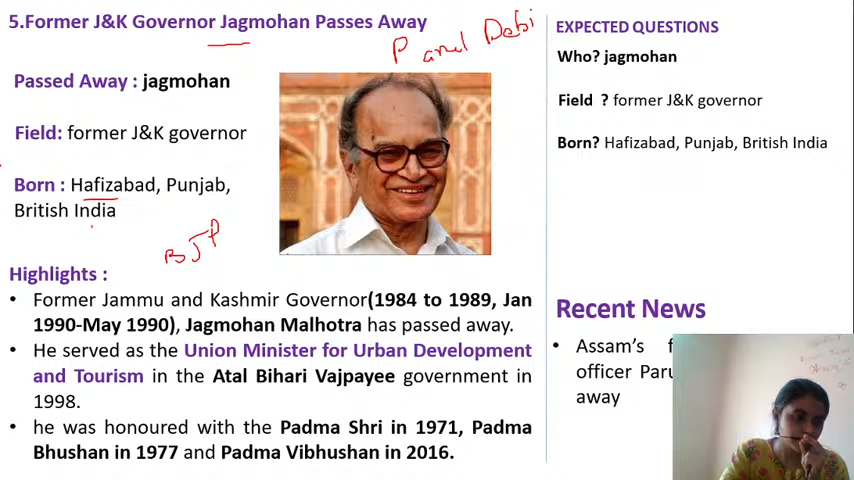 5.Former J&K Governor Jagmohan Passes Away
P and Debi
Passed Away : jagmohan
Field: former J&K governor
Born : Hafizabad, Punjab,
British India
BJP
Highlights :
• Former Jammu and Kashmir Governor(1984 to 1989, Jan
1990-May 1990), Jagmohan Malhotra has passed away.
• He served as the Union Minister for Urban Development
and Tourism in the Atal Bihari Vajpayee government in
1998.
• he was honoured with the Padma Shri in 1971, Padma
Bhushan in 1977 and Padma Vibhushan in 2016.
EXPECTED QUESTIONS
Who? jagmohan
Field ? former J&K governor
Born? Hafizabad, Punjab, British India
Recent News
• Assam's
officer
away